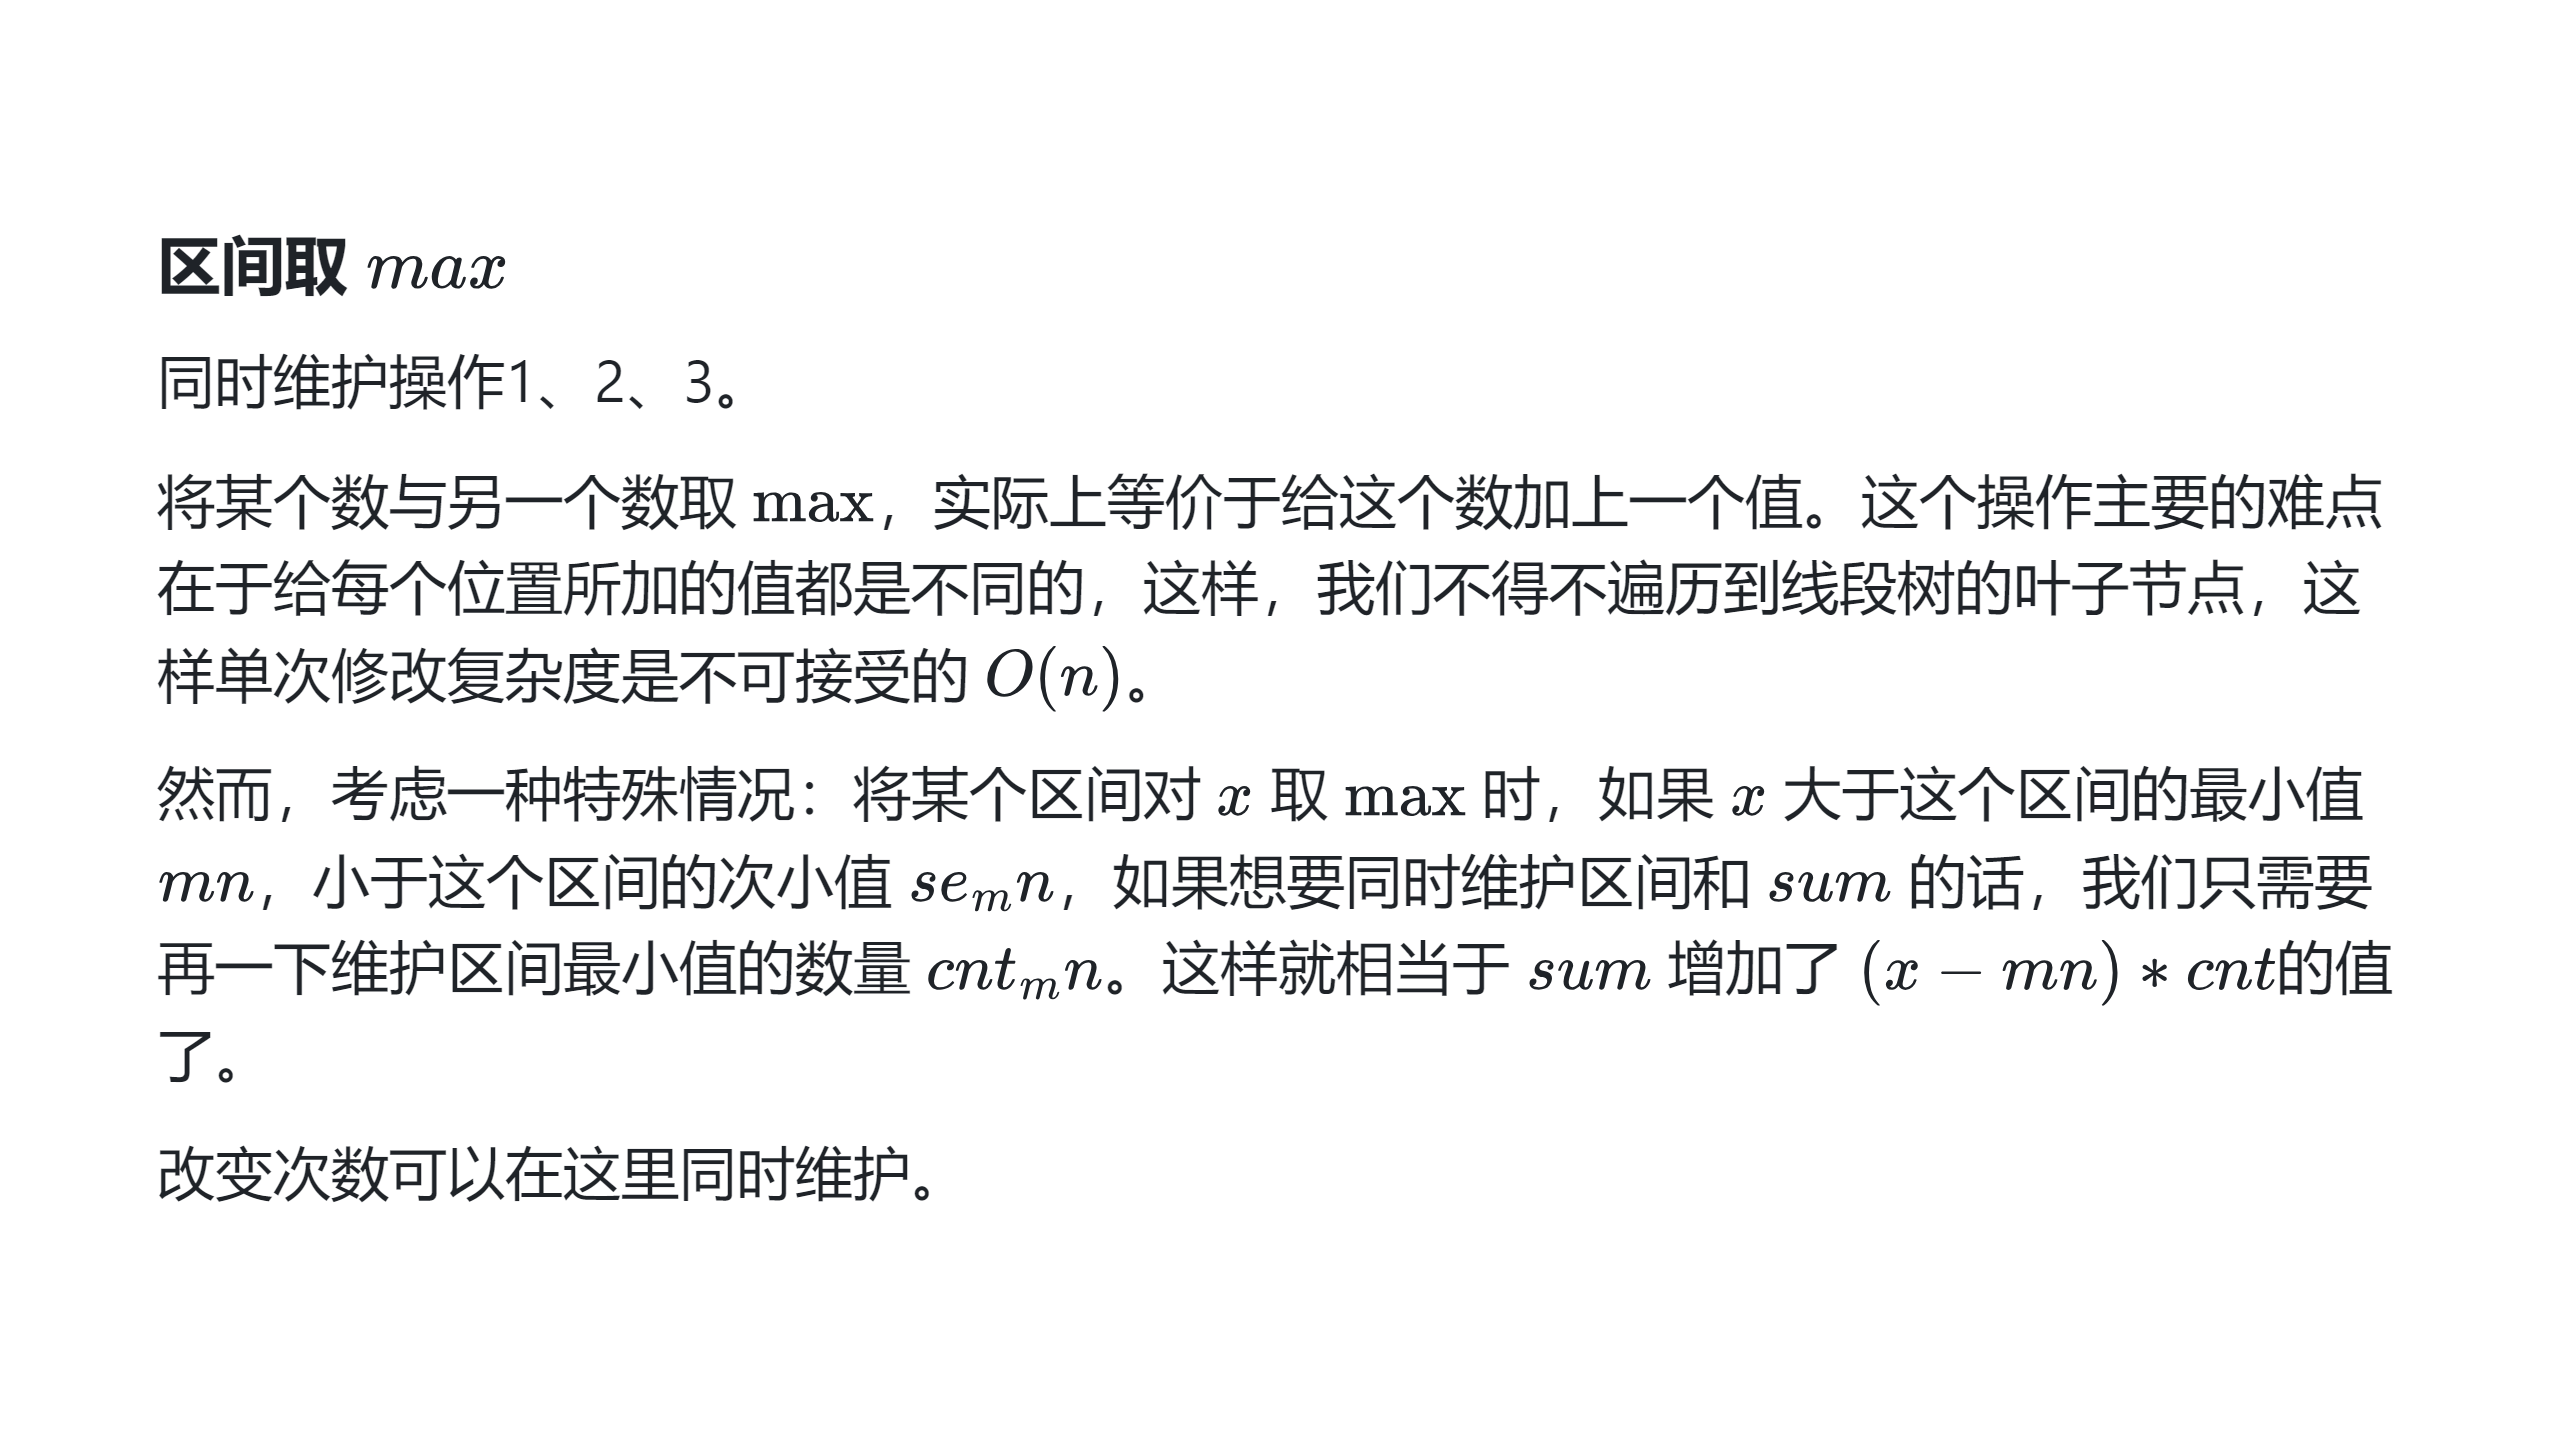 区间取 max
同时维护操作1、2、3。
将某个数与另一个数取 max，实际上等价于给这个数加上一个值。这个操作主要的难点
在于给每个位置所加的值都是不同的，这样，我们不得不遍历到线段树的叶子节点，这
样单次修改复杂度是不可接受的 O(n)。
然而，考虑一种特殊情况：将某个区间对 x 取 max 时，如果 x 大于这个区间的最小值
mn，小于这个区间的次小值 se_mn，如果想要同时维护区间和 sum 的话，我们只需要
再一下维护区间最小值的数量 cnt_mn。这样就相当于 sum 增加了 (x − mn) ∗ cnt的值
了。
改变次数可以在这里同时维护。